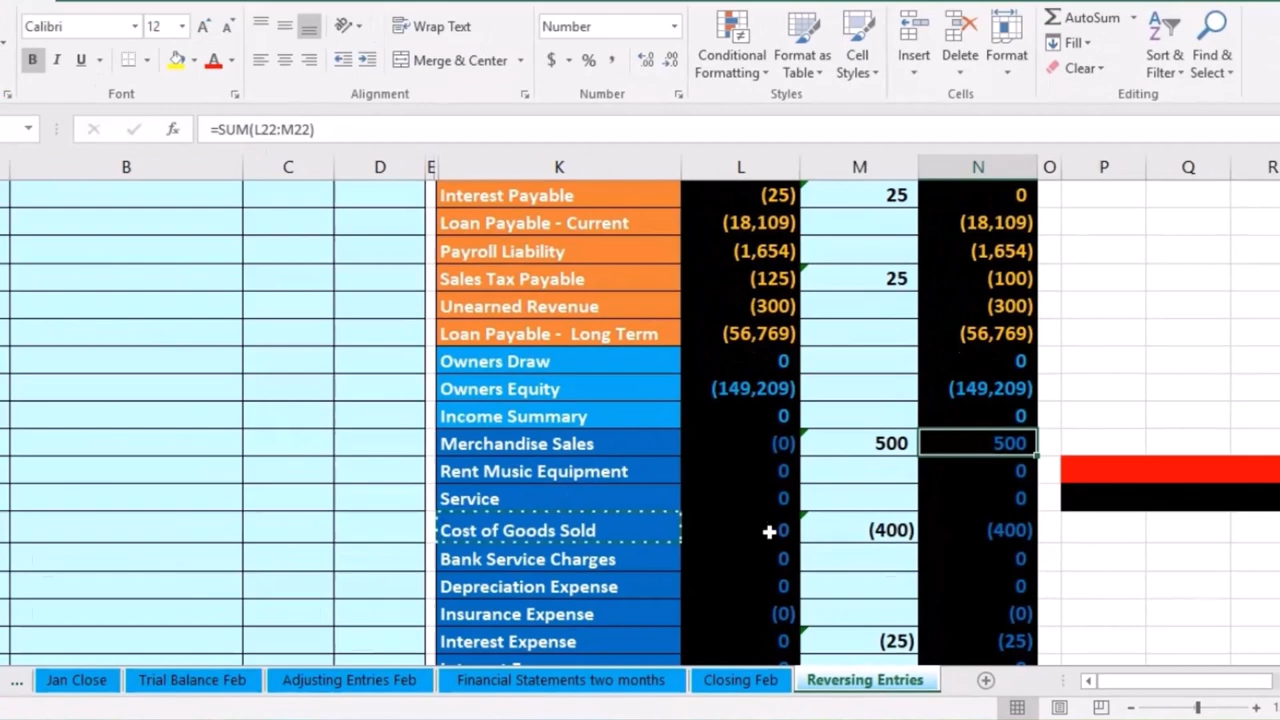 Calibri 12 Wrap Text Number AutoSum
B I U A Merge & Center $ % , Conditional Formatting Format as Table Cell Styles Insert Delete Format Fill Clear Sort & Filter Find & Select
Font Alignment Number Styles Cells Editing
fx =SUM(L22:M22)
B C D E K L M N O P Q R
Interest Payable (25) 25 0
Loan Payable - Current (18,109) (18,109)
Payroll Liability (1,654) (1,654)
Sales Tax Payable (125) 25 (100)
Unearned Revenue (300) (300)
Loan Payable - Long Term (56,769) (56,769)
Owners Draw 0 0
Owners Equity (149,209) (149,209)
Income Summary 0 0
Merchandise Sales (0) 500 500
Rent Music Equipment 0 0
Service 0 0
Cost of Goods Sold 0 (400) (400)
Bank Service Charges 0 0
Depreciation Expense 0 0
Insurance Expense (0) (0)
Interest Expense 0 (25) (25)
... Jan Close Trial Balance Feb Adjusting Entries Feb Financial Statements two months Closing Feb Reversing Entries